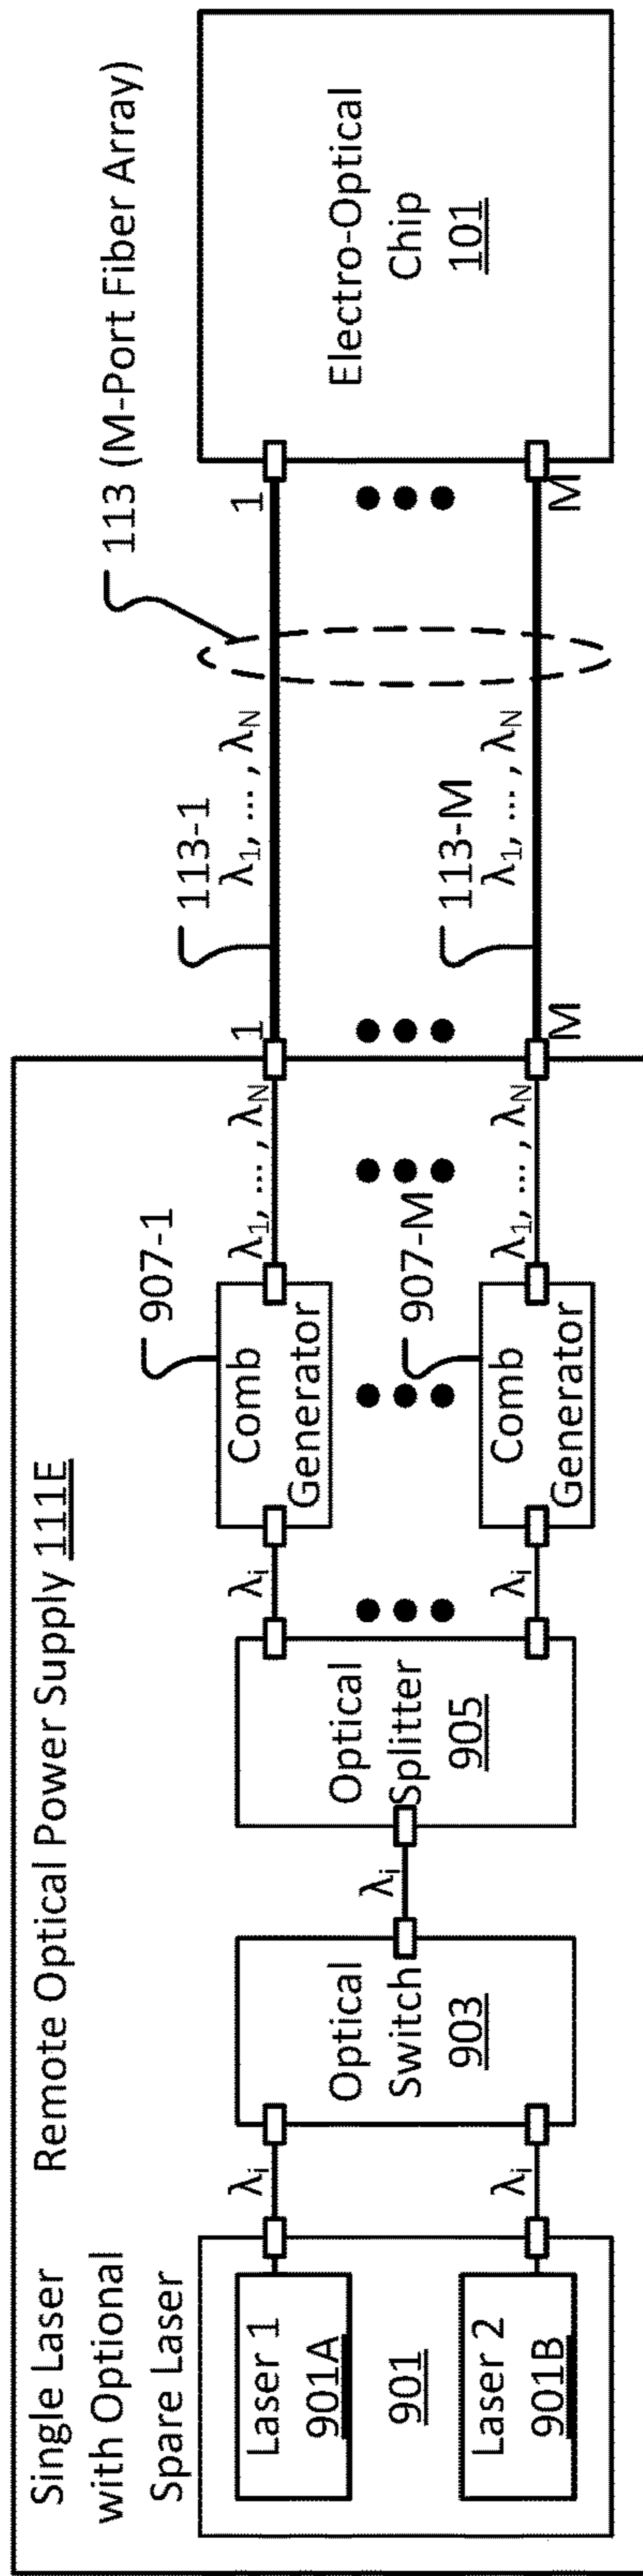 Single Laser
with Optional
Spare Laser
Remote Optical Power Supply 111E
Laser 1
901A
901
Laser 2
901B
λi
λi
Optical
Switch
903
λi
Optical
Splitter
905
λi
λi
907-1
Comb
Generator
907-M
Comb
Generator
λ1, ... , λN
λ1, ... , λN
1
M
113-1
λ1, ... , λN
113-M
λ1, ... , λN
113 (M-Port Fiber Array)
1
M
Electro-Optical
Chip
101